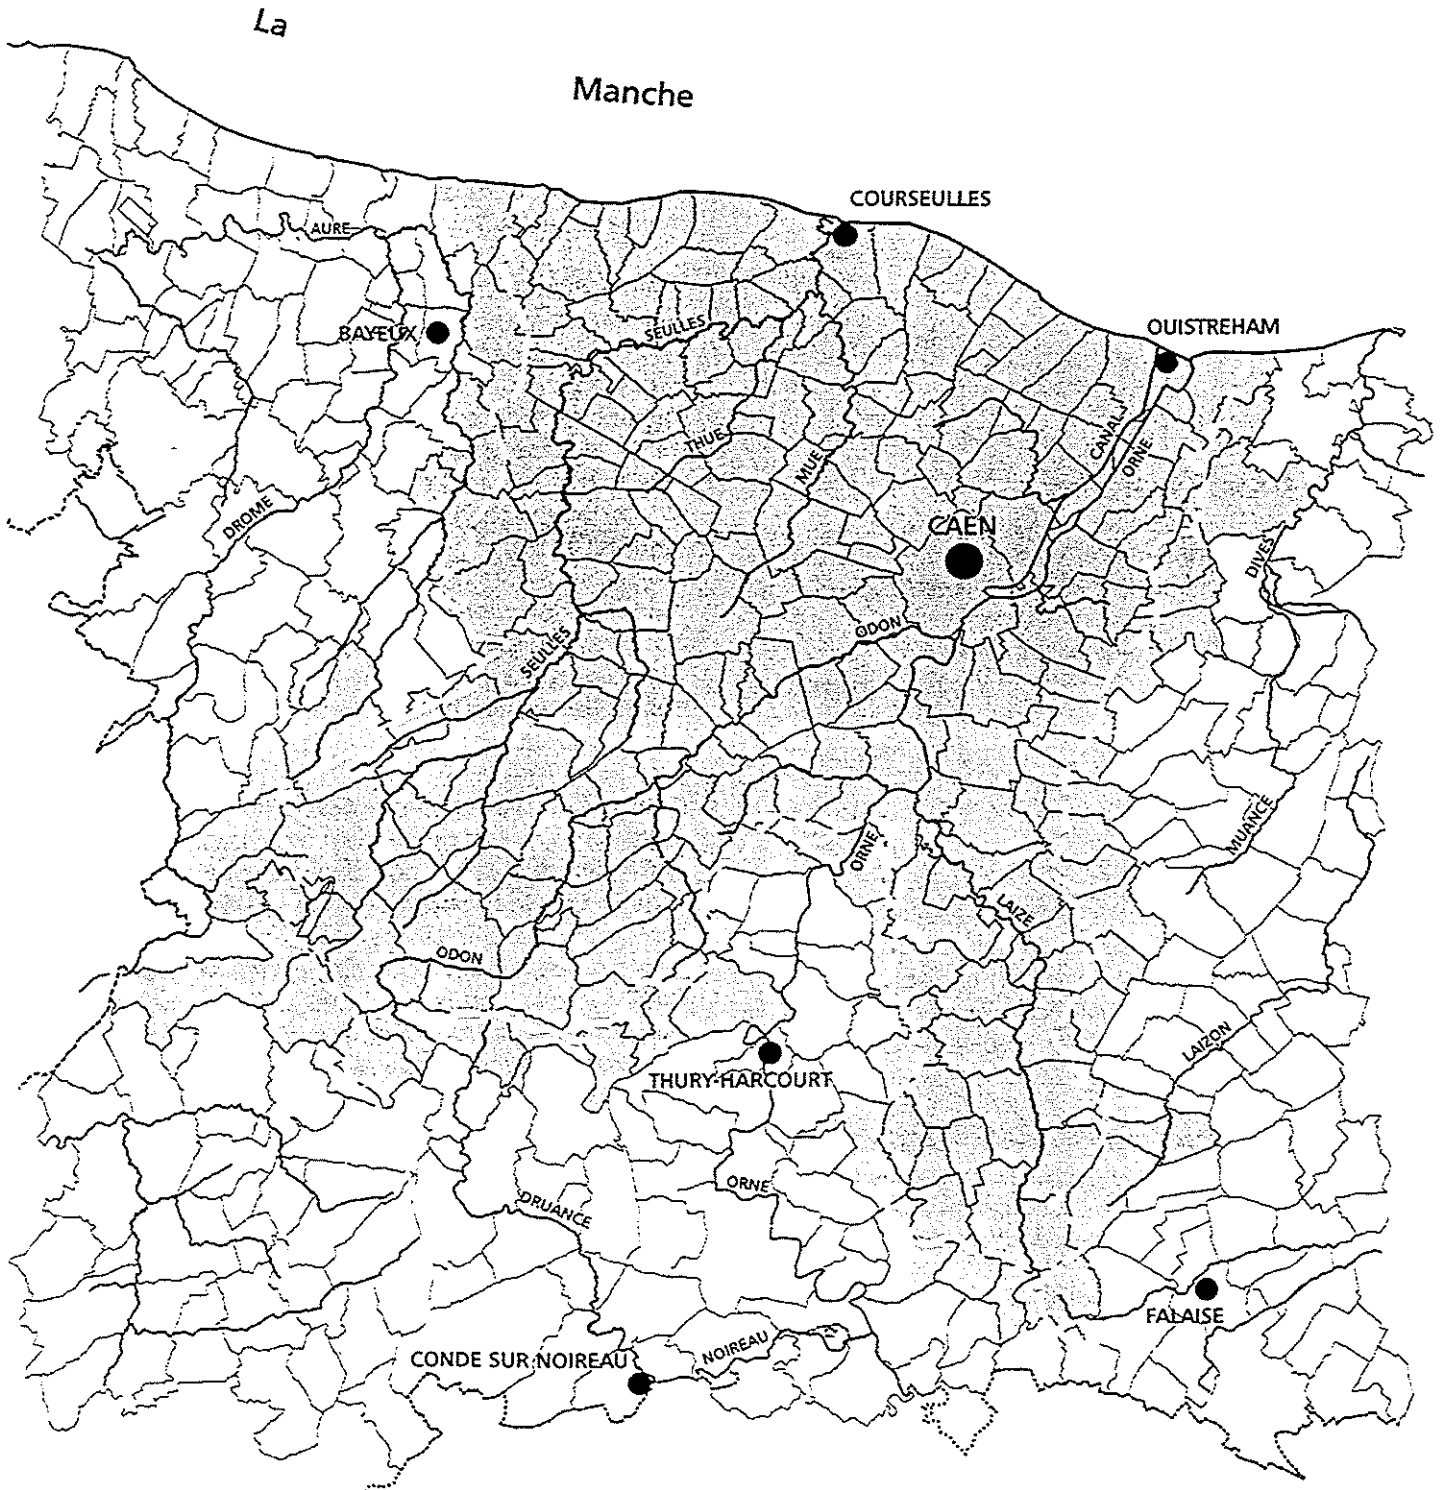 La
Manche
COURSEULLES
AURE
OUISTREHAM
SEULLES
BAYEUX
CANAL
THUE
ORNE
MUE
DROME
CAEN
DIVES
ODON
SEULLES
MUANCE
ORNE
LAIZE
ODON
LAIZON
THURY-HARCOURT
ORNE
DRUANCE
FALAISE
NOIREAU
CONDE SUR NOIREAU